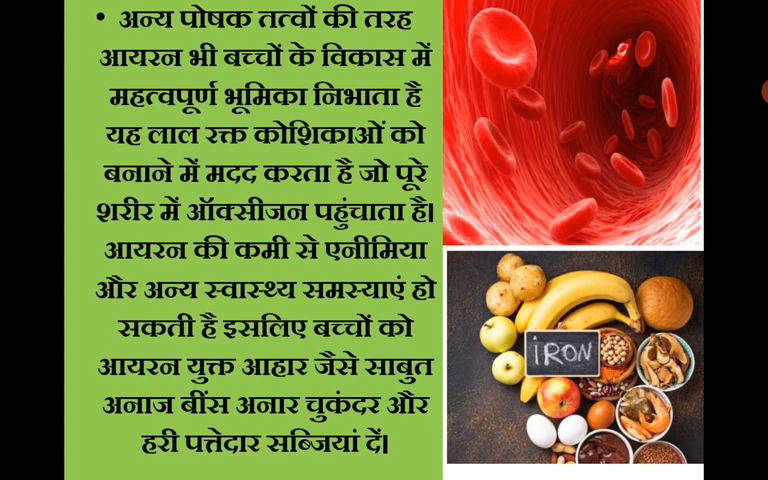 • अन्य पोषक तत्वों की तरह
आयरन भी बच्चों के विकास में
महत्वपूर्ण भूमिका निभाता है
यह लाल रक्त कोशिकाओं को
बनाने में मदद करता है जो पूरे
शरीर में ऑक्सीजन पहुंचाता है।
आयरन की कमी से एनीमिया
और अन्य स्वास्थ्य समस्याएं हो
सकती है इसलिए बच्चों को
आयरन युक्त आहार जैसे साबुत
अनाज बींस अनार चुकंदर और
हरी पत्तेदार सब्जियां दें।
iRON